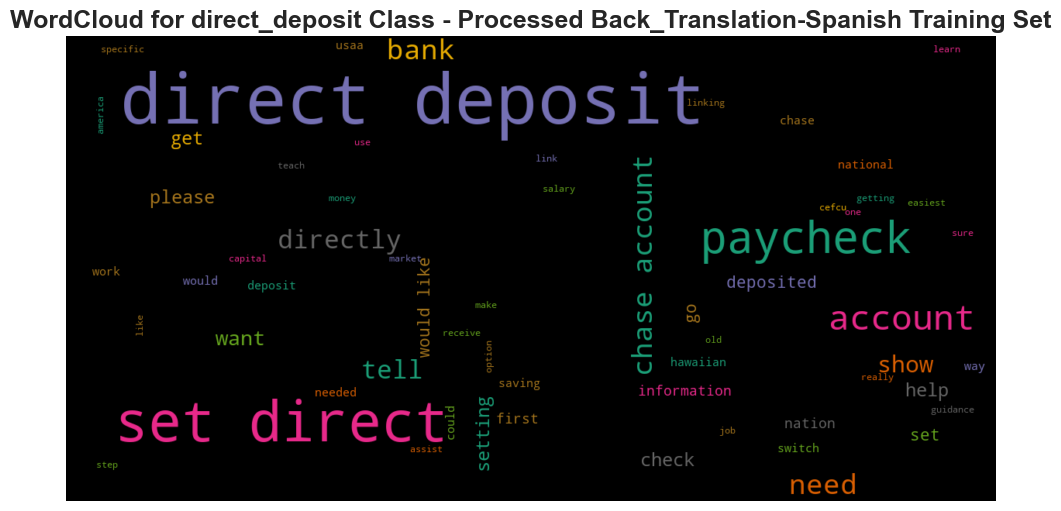 WordCloud for direct_deposit Class - Processed Back_Translation-Spanish Training Set
specific
usaa
bank
learn
direct deposit
linking
america
chase
get
use
teach
link
national
please
money
salary
chase account
getting
easiest
cefcu
one
directly
paycheck
sure
work
capital
market
would
deposit
would like
deposited
make
go
account
like
want
receive
option
old
tell
hawaiian
show
way
really
needed
saving
information
help
set direct
could
setting
first
guidance
nation
job
set
assist
switch
step
check
need